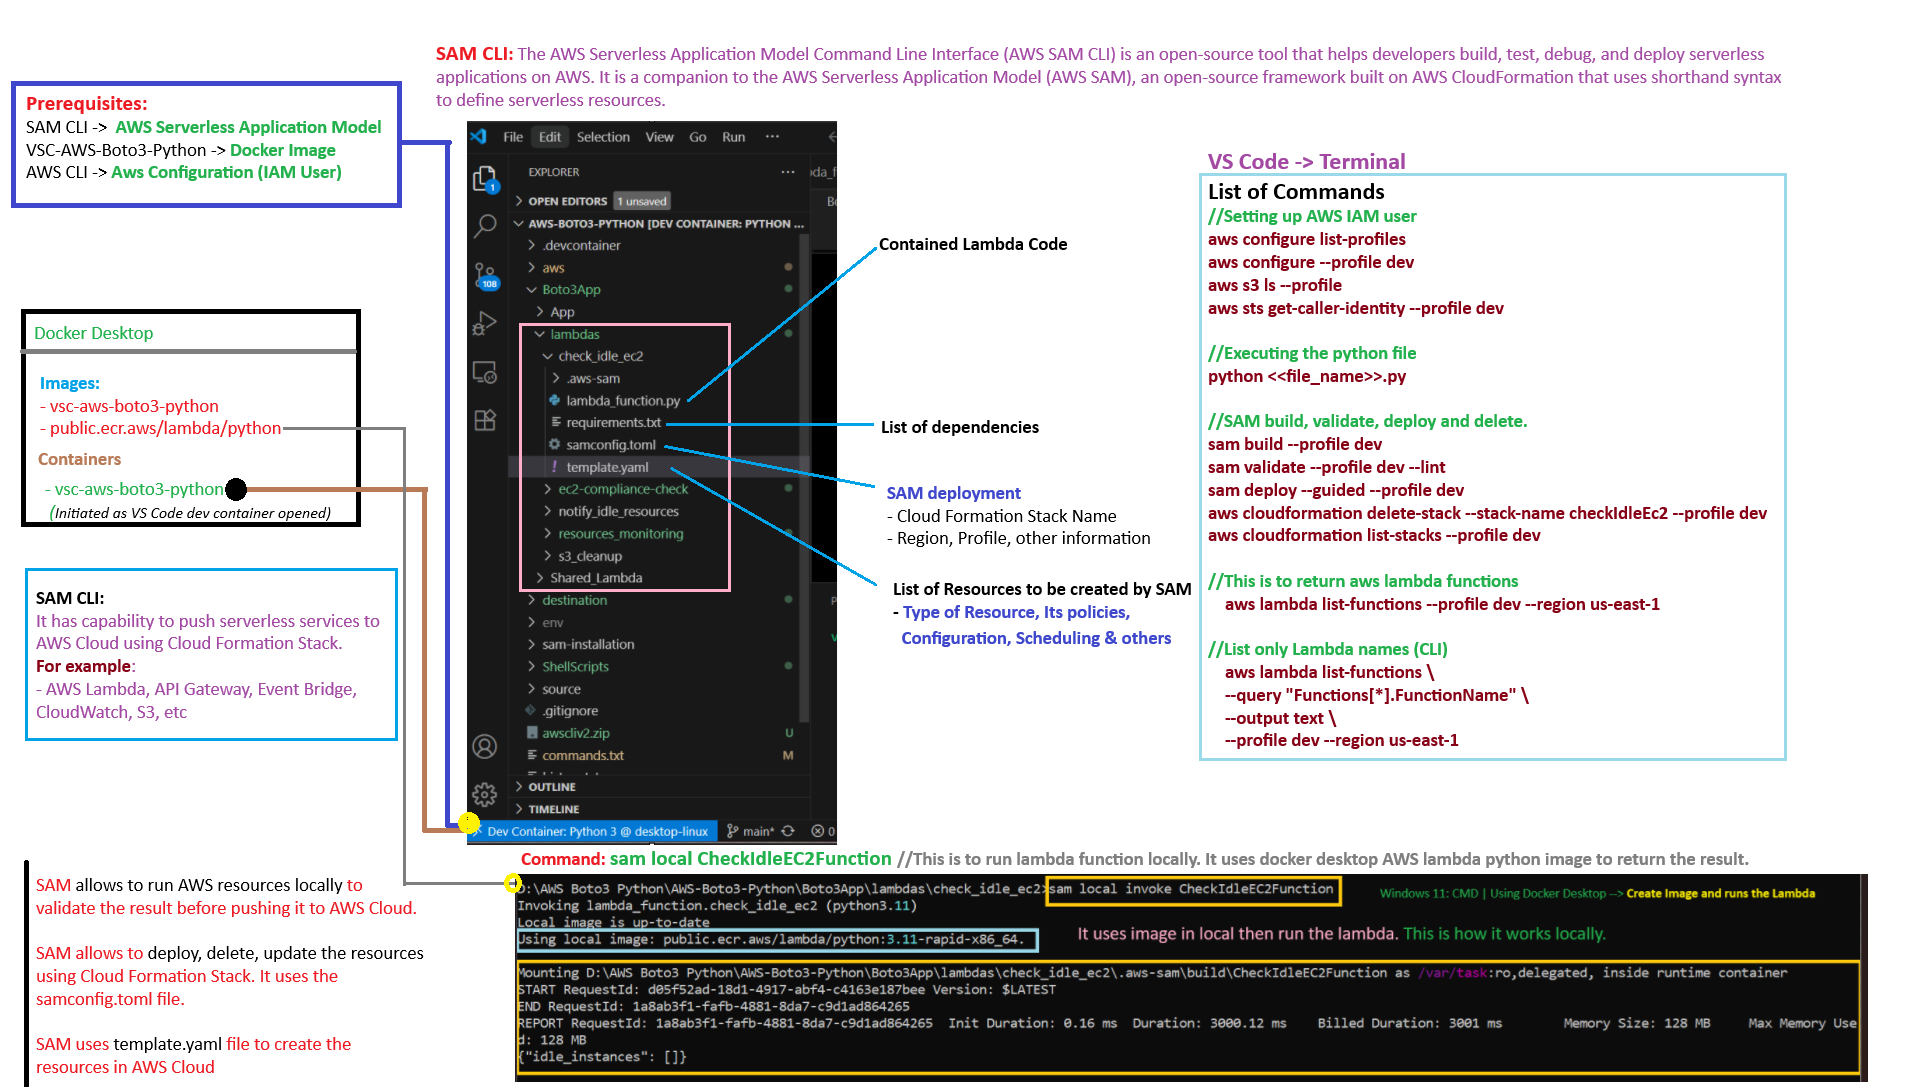 SAM CLI: The AWS Serverless Application Model Command Line Interface (AWS SAM CLI) is an open-source tool that helps developers build, test, debug, and deploy serverless
applications on AWS. It is a companion to the AWS Serverless Application Model (AWS SAM), an open-source framework built on AWS CloudFormation that uses shorthand syntax
to define serverless resources.
Prerequisites:
SAM CLI -> AWS Serverless Application Model
VSC-AWS-Boto3-Python -> Docker Image
AWS CLI -> Aws Configuration (IAM User)
Docker Desktop
Images:
- vsc-aws-boto3-python
- public.ecr.aws/lambda/python
Containers
- vsc-aws-boto3-python
(Initiated as VS Code dev container opened)
SAM CLI:
It has capability to push serverless services to
AWS Cloud using Cloud Formation Stack.
For example:
- AWS Lambda, API Gateway, Event Bridge,
CloudWatch, S3, etc
SAM allows to run AWS resources locally to
validate the result before pushing it to AWS Cloud.
SAM allows to deploy, delete, update the resources
using Cloud Formation Stack. It uses the
samconfig.toml file.
SAM uses template.yaml file to create the
resources in AWS Cloud
File Edit Selection View Go Run ···
EXPLORER ···
1
OPEN EDITORS 1 unsaved
AWS-BOTO3-PYTHON [DEV CONTAINER: PYTHON ...
.devcontainer
aws
108
Boto3App
App
lambdas
check_idle_ec2
.aws-sam
lambda_function.py
requirements.txt
samconfig.toml
! template.yaml
ec2-compliance-check
notify_idle_resources
resources_monitoring
s3_cleanup
Shared_Lambda
destination
env
sam-installation
ShellScripts
source
.gitignore
awscliv2.zip U
commands.txt M
OUTLINE
TIMELINE
Dev Container: Python 3 @ desktop-linux main* 0
Contained Lambda Code
List of dependencies
SAM deployment
- Cloud Formation Stack Name
- Region, Profile, other information
List of Resources to be created by SAM
- Type of Resource, Its policies,
Configuration, Scheduling & others
VS Code -> Terminal
List of Commands
//Setting up AWS IAM user
aws configure list-profiles
aws configure --profile dev
aws s3 ls --profile
aws sts get-caller-identity --profile dev
//Executing the python file
python <<file_name>>.py
//SAM build, validate, deploy and delete.
sam build --profile dev
sam validate --profile dev --lint
sam deploy --guided --profile dev
aws cloudformation delete-stack --stack-name checkIdleEc2 --profile dev
aws cloudformation list-stacks --profile dev
//This is to return aws lambda functions
aws lambda list-functions --profile dev --region us-east-1
//List only Lambda names (CLI)
aws lambda list-functions \
--query "Functions[*].FunctionName" \
--output text \
--profile dev --region us-east-1
Command: sam local CheckIdleEC2Function //This is to run lambda function locally. It uses docker desktop AWS lambda python image to return the result.
D:\AWS Boto3 Python\AWS-Boto3-Python\Boto3App\lambdas\check_idle_ec2>sam local invoke CheckIdleEC2Function
Windows 11: CMD | Using Docker Desktop --> Create Image and runs the Lambda
Invoking lambda_function.check_idle_ec2 (python3.11)
Local image is up-to-date
Using local image: public.ecr.aws/lambda/python:3.11-rapid-x86_64.
It uses image in local then run the lambda. This is how it works locally.
Mounting D:\AWS Boto3 Python\AWS-Boto3-Python\Boto3App\lambdas\check_idle_ec2\.aws-sam\build\CheckIdleEC2Function as /var/task:ro,delegated, inside runtime container
START RequestId: d05f52ad-18d1-4917-abf4-c4163e187bee Version: $LATEST
END RequestId: 1a8ab3f1-fafb-4881-8da7-c9d1ad864265
REPORT RequestId: 1a8ab3f1-fafb-4881-8da7-c9d1ad864265 Init Duration: 0.16 ms Duration: 3000.12 ms Billed Duration: 3001 ms Memory Size: 128 MB Max Memory Use
d: 128 MB
{"idle_instances": []}